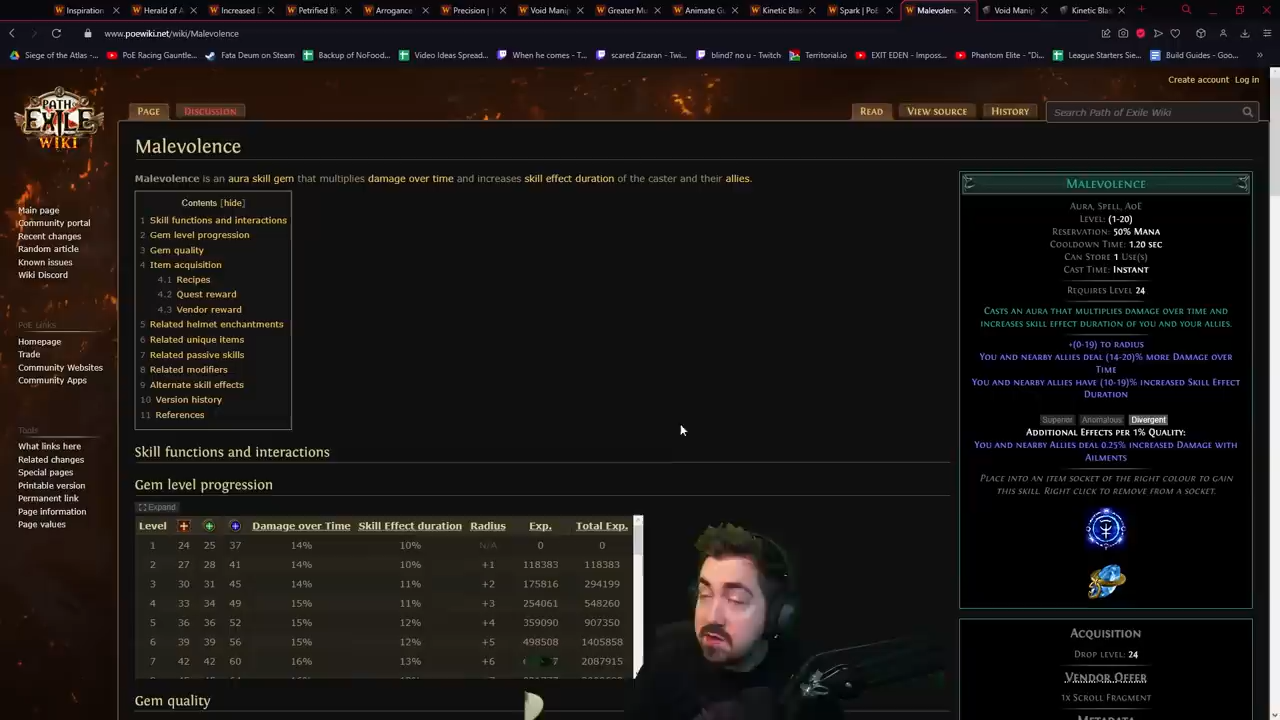 Inspiration
Herald of A
Increased D
Petrified Bl
Arrogance
Precision |
Void Manip
Greater Mu
Animate Gu
Kinetic Blas
Spark | PoE
Malevolenc
Void Manip
Kinetic Blas
www.poewiki.net/wiki/Malevolence
Siege of the Atlas -...
PoE Racing Gauntlet...
Fata Deum on Steam
Backup of NoFood...
Video Ideas Spread...
When he comes - T...
scared Zizaran - Twi...
blind? no u - Twitch
Territorial.io
EXIT EDEN - Imposs...
Phantom Elite - "Di...
League Starters Sie...
Build Guides - Goo...
Create account Log in
PATH OF EXILE WIKI
PAGE DISCUSSION READ VIEW SOURCE HISTORY Search Path of Exile Wiki
Malevolence
Malevolence is an aura skill gem that multiplies damage over time and increases skill effect duration of the caster and their allies.
Contents [hide]
1 Skill functions and interactions
2 Gem level progression
3 Gem quality
4 Item acquisition
4.1 Recipes
4.2 Quest reward
4.3 Vendor reward
5 Related helmet enchantments
6 Related unique items
7 Related passive skills
8 Related modifiers
9 Alternate skill effects
10 Version history
11 References
Main page
Community portal
Recent changes
Random article
Known issues
Wiki Discord
PoE Links
Homepage
Trade
Community Websites
Community Apps
Tools
What links here
Related changes
Special pages
Printable version
Permanent link
Page information
Page values
Skill functions and interactions
Gem level progression
Expand
Level Damage over Time Skill Effect duration Radius Exp. Total Exp.
1 24 25 37 14% 10% N/A 0 0
2 27 28 41 14% 10% +1 118383 118383
3 30 31 45 14% 11% +2 175816 294199
4 33 34 49 15% 11% +3 254061 548260
5 36 36 52 15% 12% +4 359090 907350
6 39 39 56 15% 12% +5 498508 1405858
7 42 42 60 16% 13% +6 2087915
Gem quality
MALEVOLENCE
AURA, SPELL, AOE
LEVEL: (1-20)
RESERVATION: 50% MANA
COOLDOWN TIME: 1.20 SEC
CAN STORE 1 USE(S)
CAST TIME: INSTANT
REQUIRES LEVEL 24
CASTS AN AURA THAT MULTIPLIES DAMAGE OVER TIME AND
INCREASES SKILL EFFECT DURATION OF YOU AND YOUR ALLIES.
+(0-19) TO RADIUS
YOU AND NEARBY ALLIES DEAL (14-20)% MORE DAMAGE OVER
TIME
YOU AND NEARBY ALLIES HAVE (10-19)% INCREASED SKILL EFFECT
DURATION
Superior Anomalous Divergent
ADDITIONAL EFFECTS PER 1% QUALITY:
YOU AND NEARBY ALLIES DEAL 0.25% INCREASED DAMAGE WITH
AILMENTS
PLACE INTO AN ITEM SOCKET OF THE RIGHT COLOUR TO GAIN
THIS SKILL. RIGHT CLICK TO REMOVE FROM A SOCKET.
ACQUISITION
DROP LEVEL: 24
VENDOR OFFER
1X SCROLL FRAGMENT
METADATA